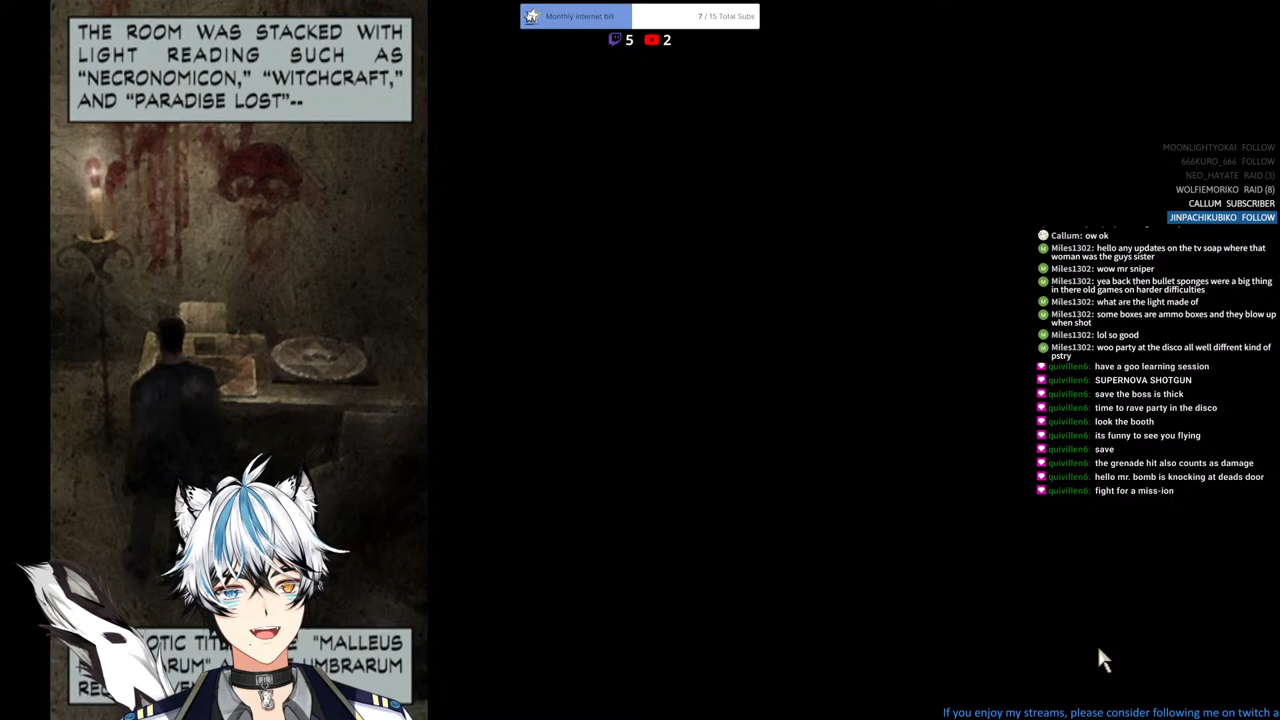 THE ROOM WAS STACKED WITH
LIGHT READING SUCH AS
"NECRONOMICON," "WITCHCRAFT,"
AND "PARADISE LOST"--
OTIC "MALLEUS
UMBRARUM
Monthly internet bill
7 / 15 Total Subs
5 2
MOONLIGHTYOKAI FOLLOW
666KURO_666 FOLLOW
NEO_HAYATE RAID (3)
WOLFIEMORIKO RAID (8)
CALLUM SUBSCRIBER
JINPACHIKUBIKO FOLLOW
Callum: ow ok
Miles1302: hello any updates on the tv soap where that
woman was the guys sister
Miles1302: wow mr sniper
Miles1302: yea back then bullet sponges were a big thing
in there old games on harder difficulties
Miles1302: what are the light made of
Miles1302: some boxes are ammo boxes and they blow up
when shot
Miles1302: lol so good
Miles1302: woo party at the disco all well diffrent kind of
pstry
quivillen6: have a goo learning session
quivillen6: SUPERNOVA SHOTGUN
quivillen6: save the boss is thick
quivillen6: time to rave party in the disco
quivillen6: look the booth
quivillen6: its funny to see you flying
quivillen6: save
quivillen6: the grenade hit also counts as damage
quivillen6: hello mr. bomb is knocking at deads door
quivillen6: fight for a miss-ion
If you enjoy my streams, please consider following me on twitch a